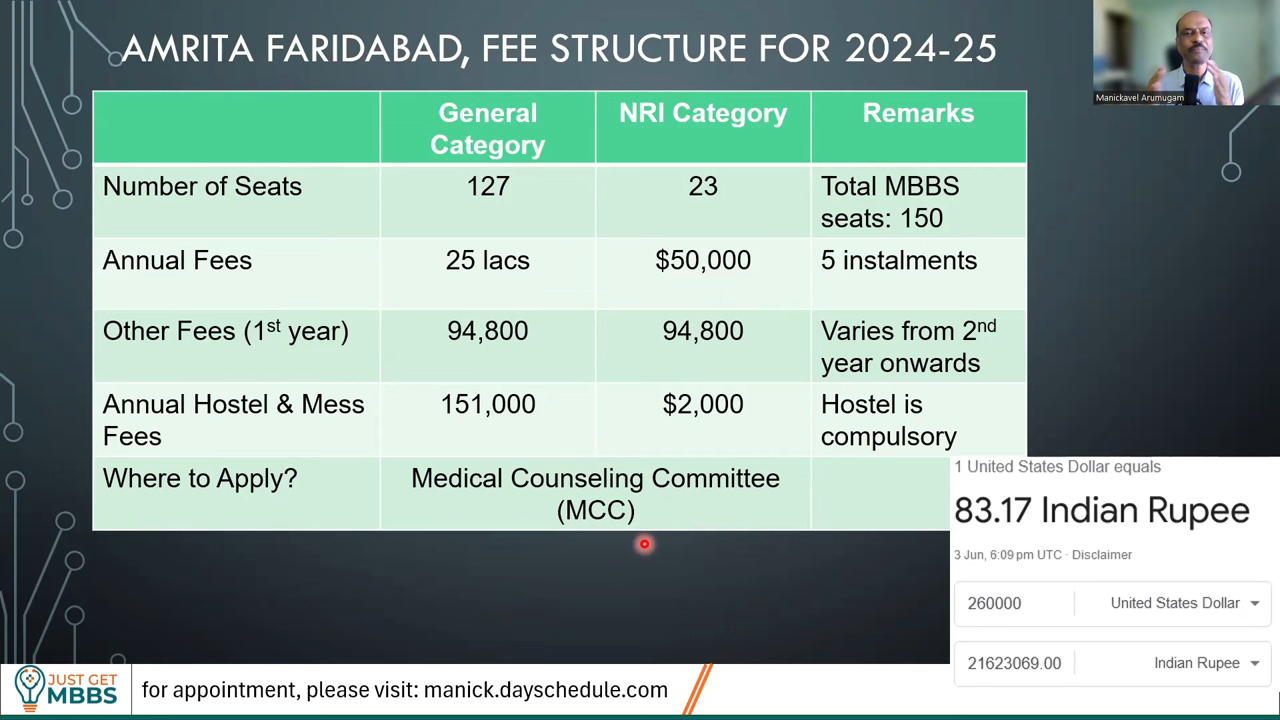 AMRITA FARIDABAD, FEE STRUCTURE FOR 2024-25
Manickavel Arumugam
General Category
NRI Category
Remarks
Number of Seats
127
23
Total MBBS seats: 150
Annual Fees
25 lacs
$50,000
5 instalments
Other Fees (1st year)
94,800
94,800
Varies from 2nd year onwards
Annual Hostel & Mess Fees
151,000
$2,000
Hostel is compulsory
Where to Apply?
Medical Counseling Committee (MCC)
1 United States Dollar equals
83.17 Indian Rupee
3 Jun, 6:09 pm UTC · Disclaimer
260000 United States Dollar
21623069.00 Indian Rupee
JUST GET
MBBS
for appointment, please visit: manick.dayschedule.com